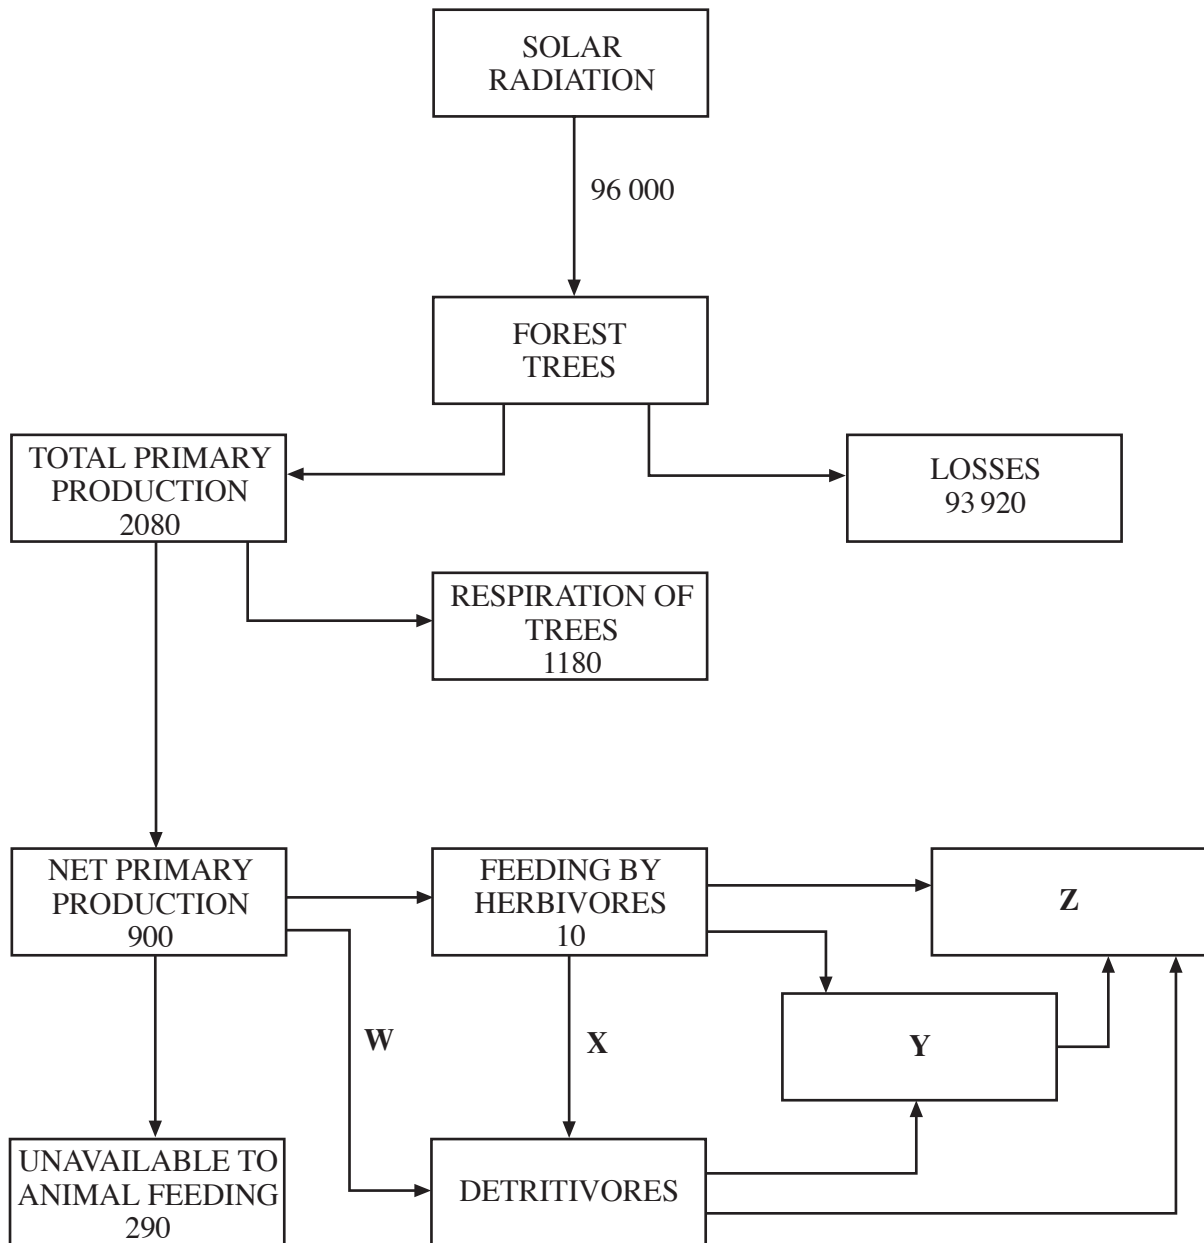 SOLAR
RADIATION
96 000
FOREST
TREES
TOTAL PRIMARY
PRODUCTION
2080
LOSSES
93 920
RESPIRATION OF
TREES
1180
NET PRIMARY
PRODUCTION
900
FEEDING BY
HERBIVORES
10
Z
W
X
Y
UNAVAILABLE TO
ANIMAL FEEDING
290
DETRITIVORES